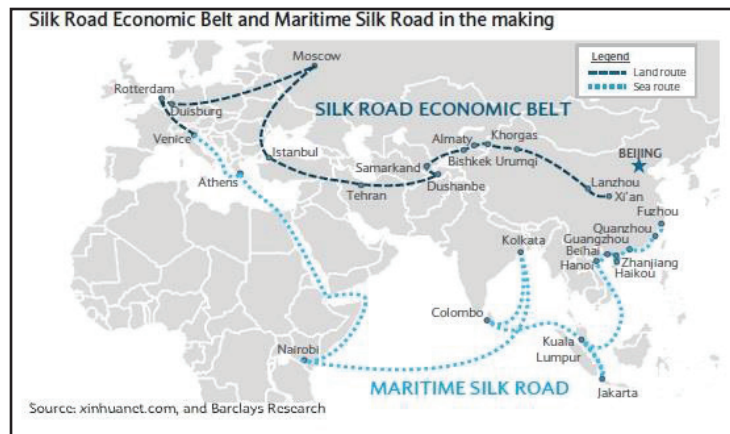 Silk Road Economic Belt and Maritime Silk Road in the making
Legend
Land route
Sea route
Moscow
Rotterdam
Duisburg
SILK ROAD ECONOMIC BELT
Venice
Almaty
Khorgas
Istanbul
Bishkek Urumqi
BEIJING
Samarkand
Athens
Dushanbe
Lanzhou
Tehran
Xi'an
Fuzhou
Quanzhou
Kolkata
Guangzhou
Beihai
Zhanjiang
Hanoi
Haikou
Colombo
Kuala
Lumpur
Nairobi
MARITIME SILK ROAD
Jakarta
Source: xinhuanet.com, and Barclays Research